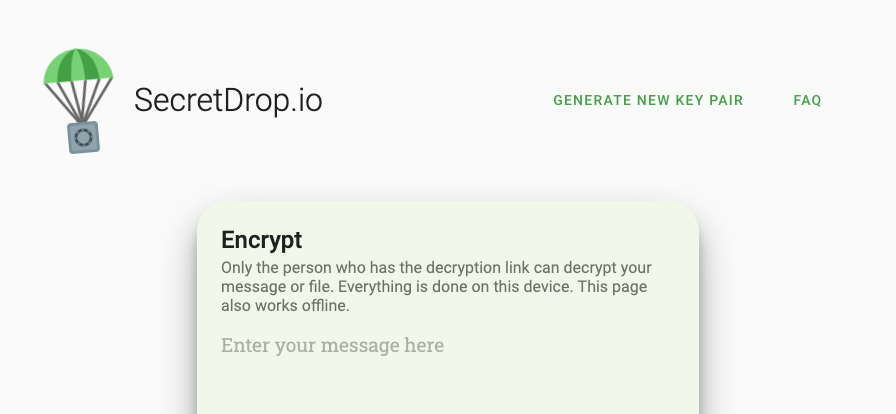 SecretDrop.io
GENERATE NEW KEY PAIR
FAQ
Encrypt
Only the person who has the decryption link can decrypt your
message or file. Everything is done on this device. This page
also works offline.
Enter your message here